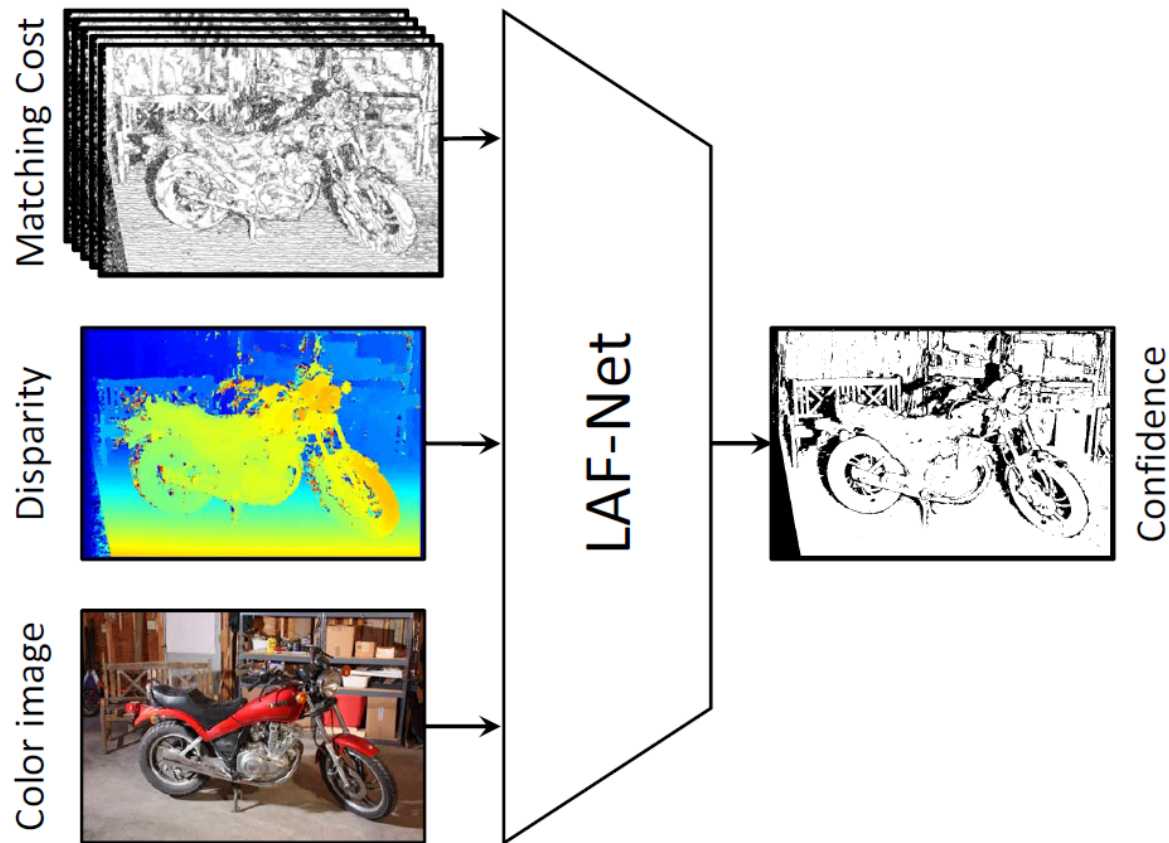 Matching Cost
Disparity
Color image
LAF-Net
Confidence